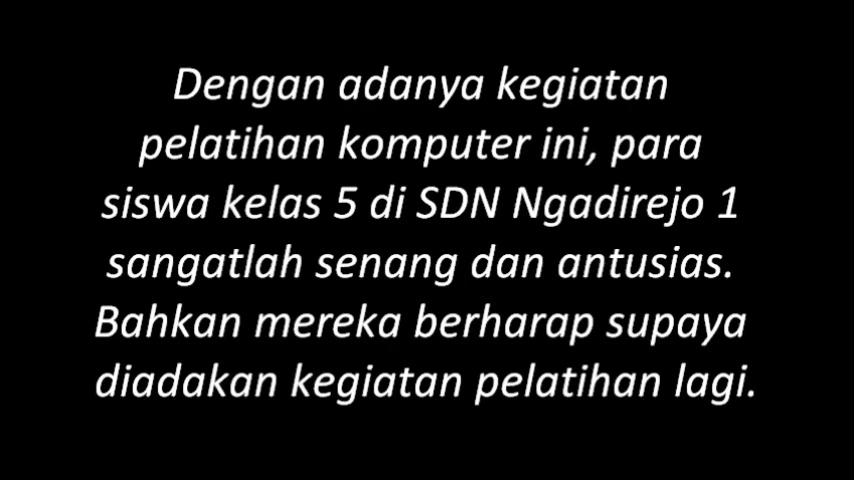 Dengan adanya kegiatan
pelatihan komputer ini, para
siswa kelas 5 di SDN Ngadirejo 1
sangatlah senang dan antusias.
Bahkan mereka berharap supaya
diadakan kegiatan pelatihan lagi.